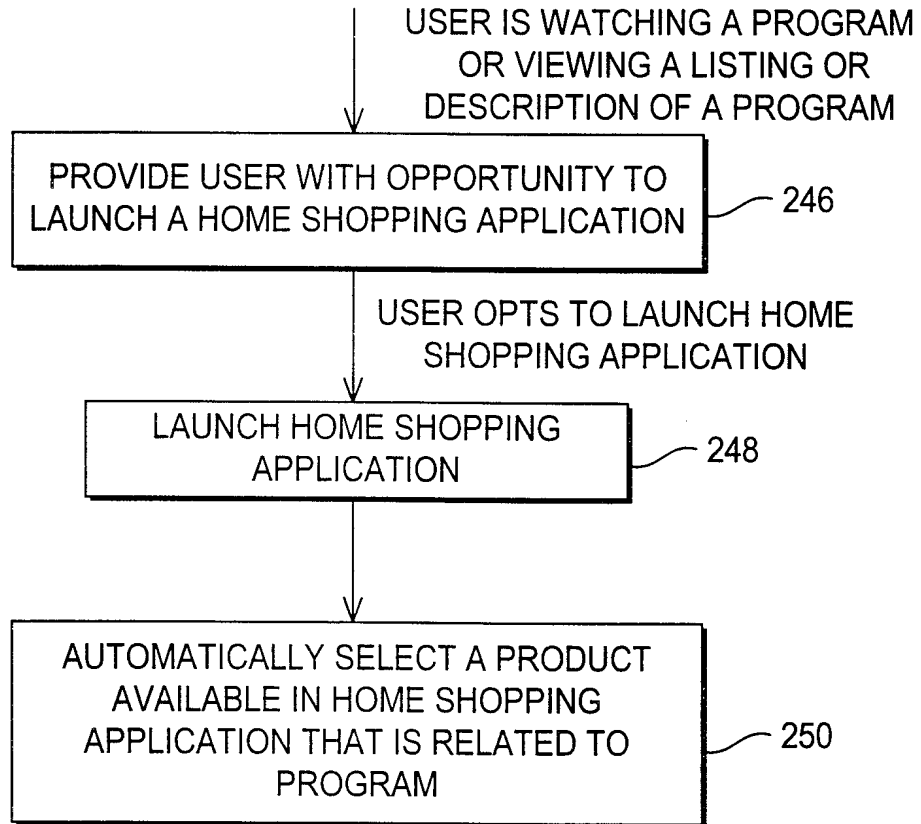 USER IS WATCHING A PROGRAM
OR VIEWING A LISTING OR
DESCRIPTION OF A PROGRAM
PROVIDE USER WITH OPPORTUNITY TO
LAUNCH A HOME SHOPPING APPLICATION
246
USER OPTS TO LAUNCH HOME
SHOPPING APPLICATION
LAUNCH HOME SHOPPING
APPLICATION
248
AUTOMATICALLY SELECT A PRODUCT
AVAILABLE IN HOME SHOPPING
APPLICATION THAT IS RELATED TO
PROGRAM
250